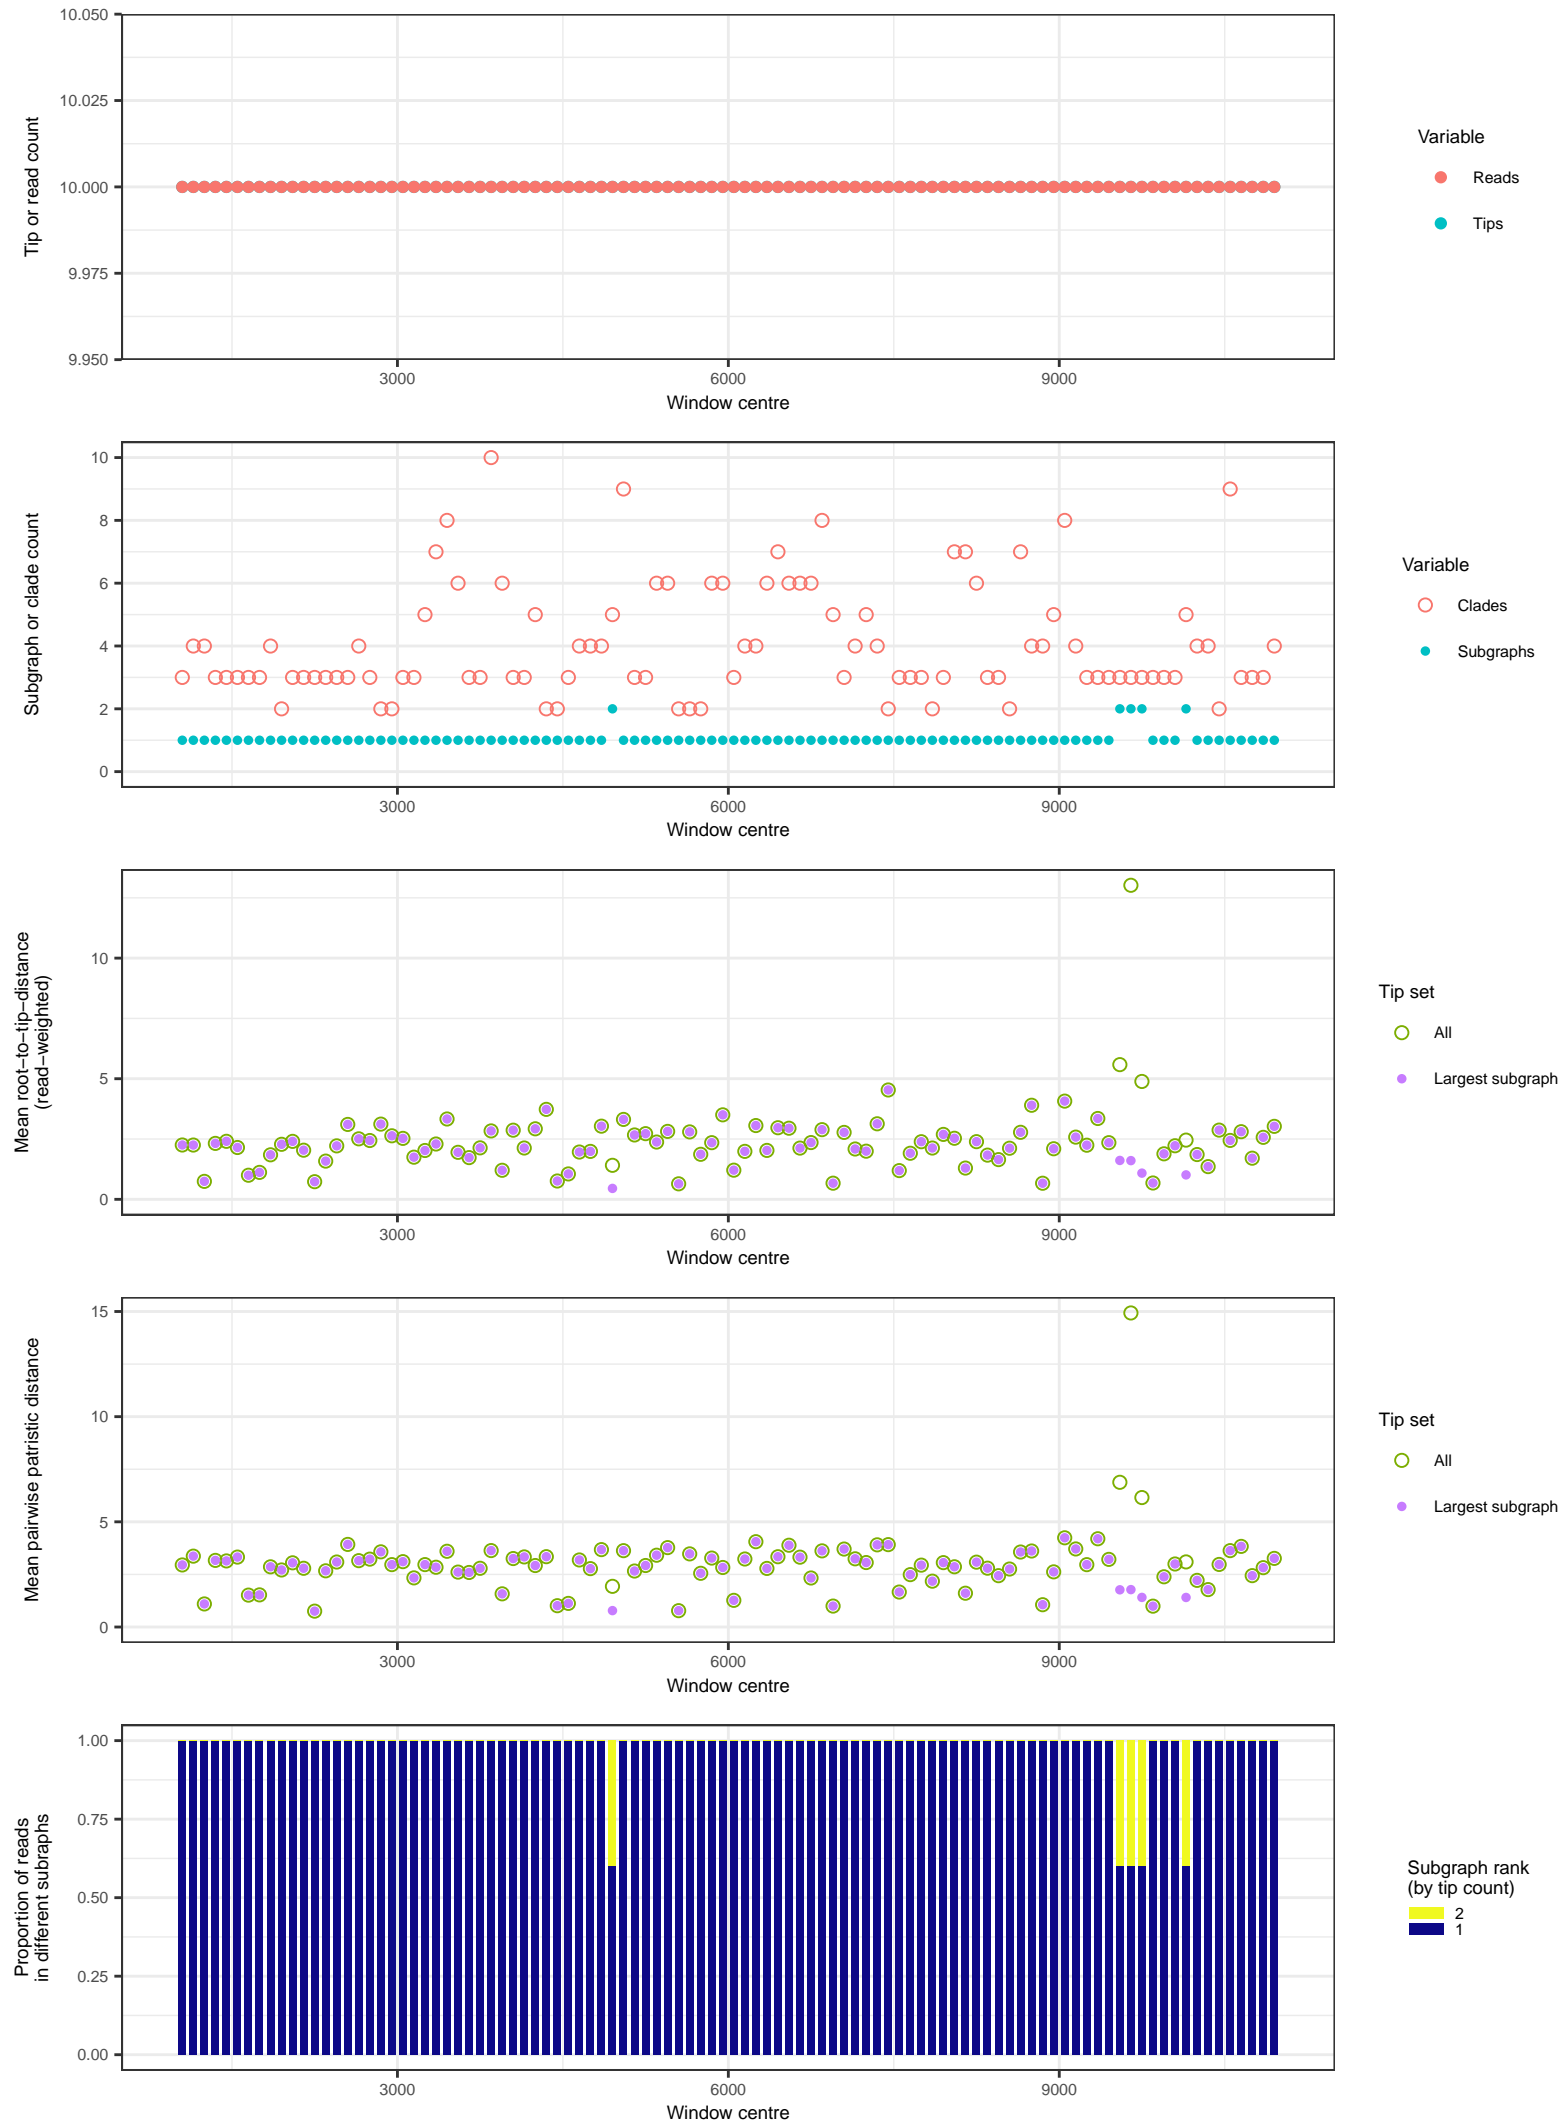 10.050
10.025
10.000
9.975
9.950
Tip or read count
3000
6000
9000
Window centre
Variable
Reads
Tips
10
8
6
4
2
0
Subgraph or clade count
3000
6000
9000
Window centre
Variable
Clades
Subgraphs
10
5
0
Mean root−to−tip−distance
(read−weighted)
3000
6000
9000
Window centre
Tip set
All
Largest subgraph
15
10
5
0
Mean pairwise patristic distance
3000
6000
9000
Window centre
Tip set
All
Largest subgraph
1.00
0.75
0.50
0.25
0.00
Proportion of reads
in different subraphs
3000
6000
9000
Window centre
Subgraph rank
(by tip count)
2
1